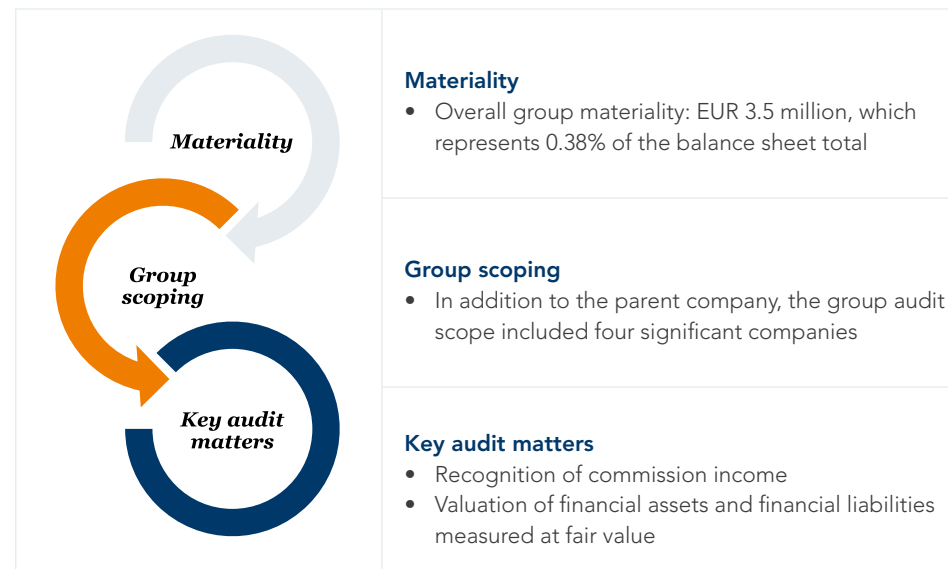 Materiality
Materiality
• Overall group materiality: EUR 3.5 million, which
represents 0.38% of the balance sheet total
Group
scoping
Group scoping
• In addition to the parent company, the group audit
scope included four significant companies
Key audit
matters
Key audit matters
• Recognition of commission income
• Valuation of financial assets and financial liabilities
measured at fair value